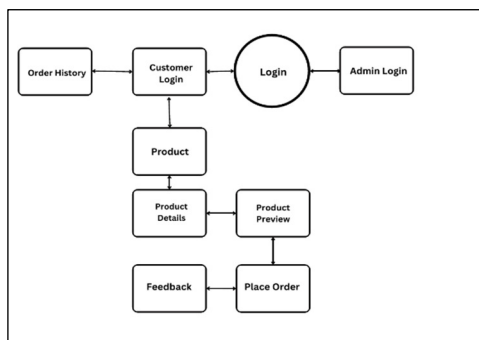 Order History
Customer
Login
Login
Admin Login
Product
Product
Details
Product
Preview
Feedback
Place Order